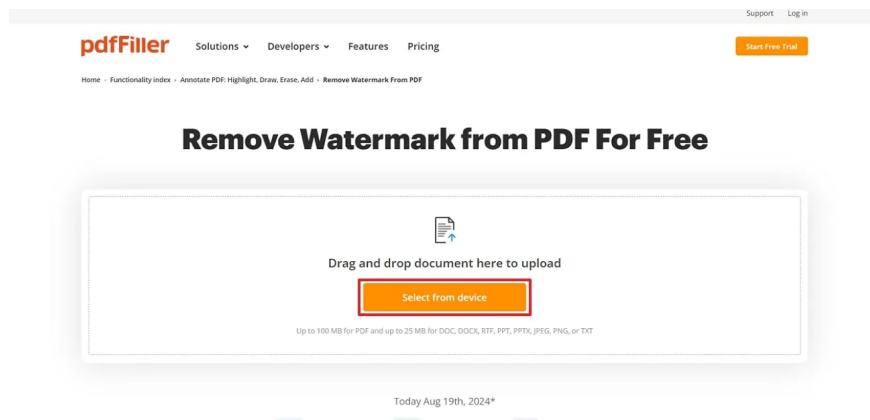 Support Log in
pdfFiller Solutions Developers Features Pricing Start Free Trial
Home › Functionality index › Annotate PDF: Highlight, Draw, Erase, Add › Remove Watermark From PDF
Remove Watermark from PDF For Free
Drag and drop document here to upload
Select from device
Up to 100 MB for PDF and up to 25 MB for DOC, DOCX, RTF, PPT, PPTX, JPEG, PNG, or TXT
Today Aug 19th, 2024*